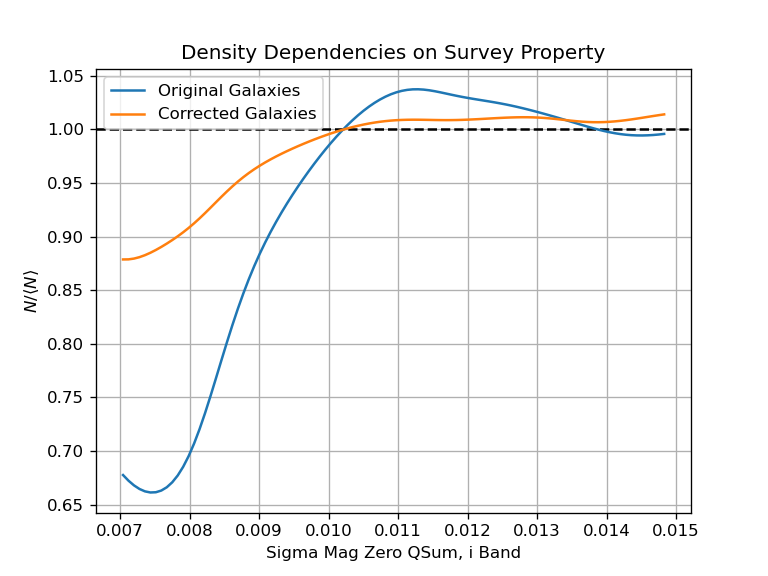 Density Dependencies on Survey Property
Original Galaxies
Corrected Galaxies
1.05
1.00
0.95
0.90
0.85
0.80
0.75
0.70
0.65
N/⟨N⟩
0.007 0.008 0.009 0.010 0.011 0.012 0.013 0.014 0.015
Sigma Mag Zero QSum, i Band